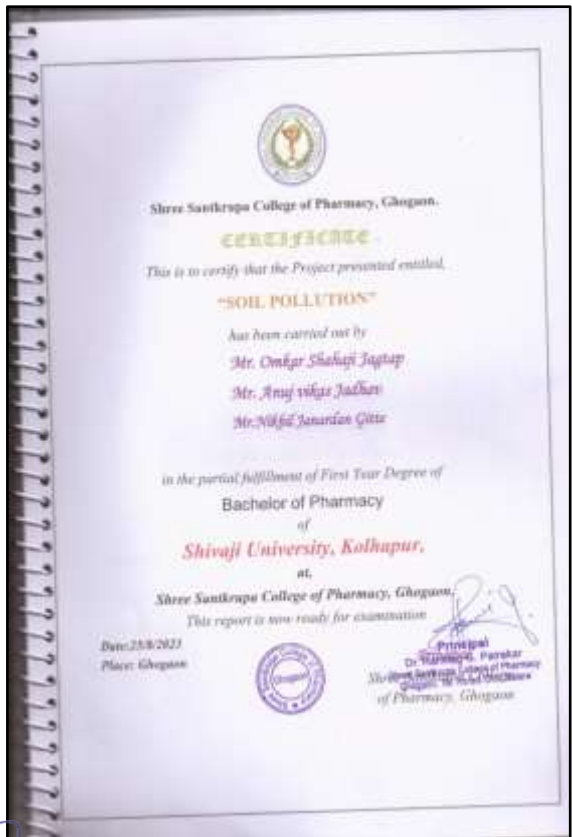 Shree Santkrupa College of Pharmacy, Ghogaon.
CERTIFICATE
This is to certify that the Project presented entitled,
"SOIL POLLUTION"
has been carried out by
Mr. Omkar Shahaji Jagtap
Mr. Anuj vikas Jadhav
Mr.Nikhil Janardan Gitte
in the partial fulfillment of First Year Degree of
Bachelor of Pharmacy
of
Shivaji University, Kolhapur,
at,
Shree Santkrupa College of Pharmacy, Ghogaon,
This report is now ready for examination
Date:25/8/2023
Place: Ghogaon
Principal
of Pharmacy, Ghogaon
Ghogaon